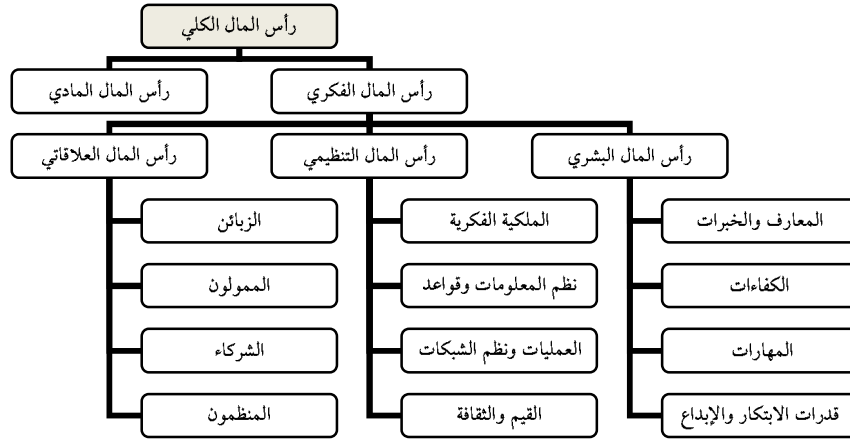 رأس المال الكلي
رأس المال الفكري
رأس المال المادي
رأس المال البشري
رأس المال التنظيمي
رأس المال العلاقاتي
المعارف والخبرات
الكفاءات
المهارات
قدرات الابتكار والإبداع
الملكية الفكرية
نظم المعلومات وقواعد
العمليات ونظم الشبكات
القيم والثقافة
الزبائن
الممولون
الشركاء
المنظمون